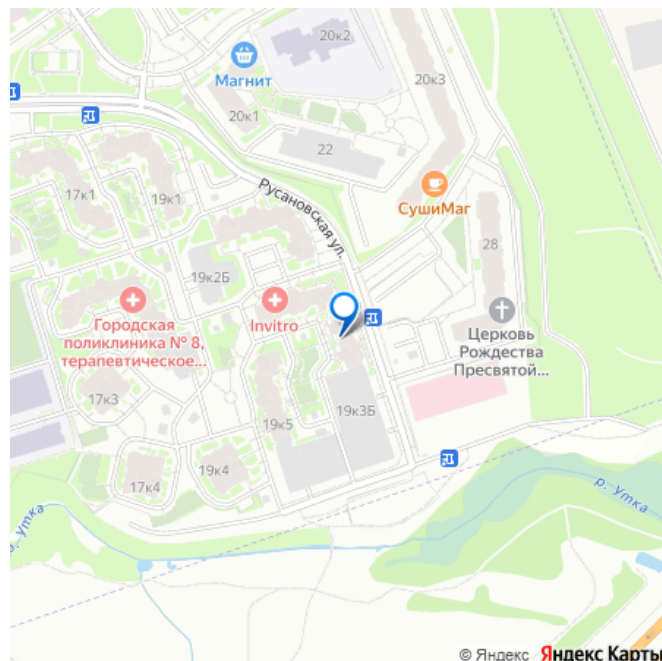 20к2
Магнит
20к3
20к1
22
17к1
19к1
Русановская ул.
СушиМаг
28
19к2Б
Городская
поликлиника № 8,
терапевтическое...
Invitro
Церковь
Рождества
Пресвятой...
17к3
19к5
19к3Б
19к4
17к4
р. Утка
р. Утка
© Яндекс Яндекс Карты